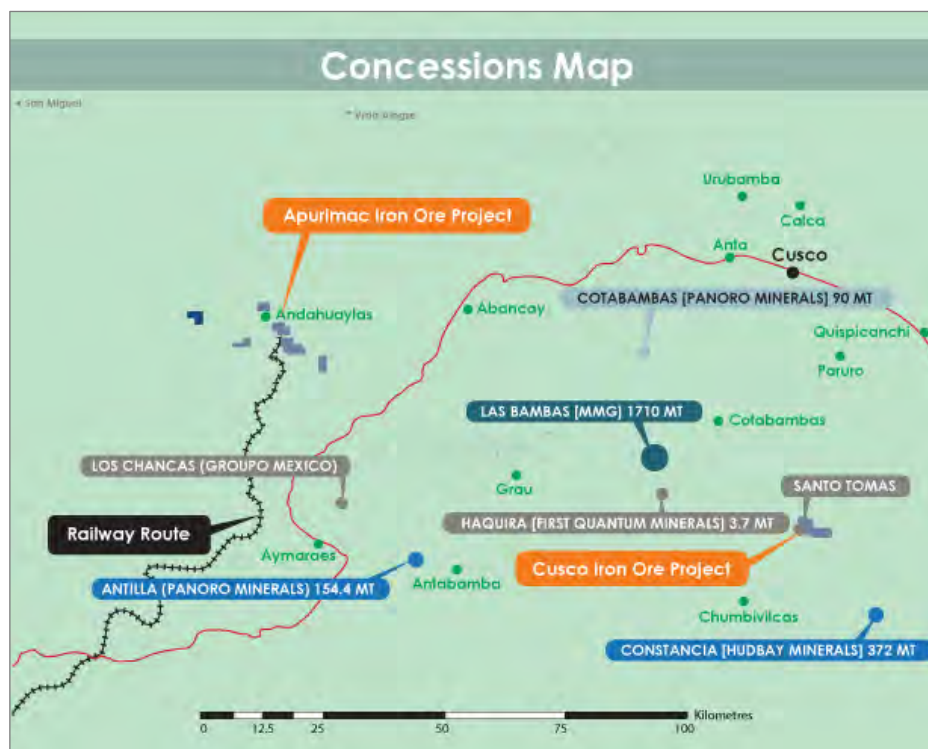 Concessions Map
◂ San Miguel
Urubamba
Calca
Apurimac Iron Ore Project
Anta
Cusco
COTABAMBAS [PANORO MINERALS] 90 MT
Andahuaylas
Abancay
Quispicanchi
Paruro
LAS BAMBAS [MMG] 1710 MT
Cotabambas
LOS CHANCAS (GROUPO MEXICO)
Grau
SANTO TOMAS
Railway Route
HAQUIRA [FIRST QUANTUM MINERALS] 3.7 MT
Aymaraes
Cusco Iron Ore Project
ANTILLA (PANORO MINERALS) 154.4 MT
Antabamba
Chumbivilcas
CONSTANCIA [HUDBAY MINERALS] 372 MT
Kilometres
0 12.5 25 50 75 100